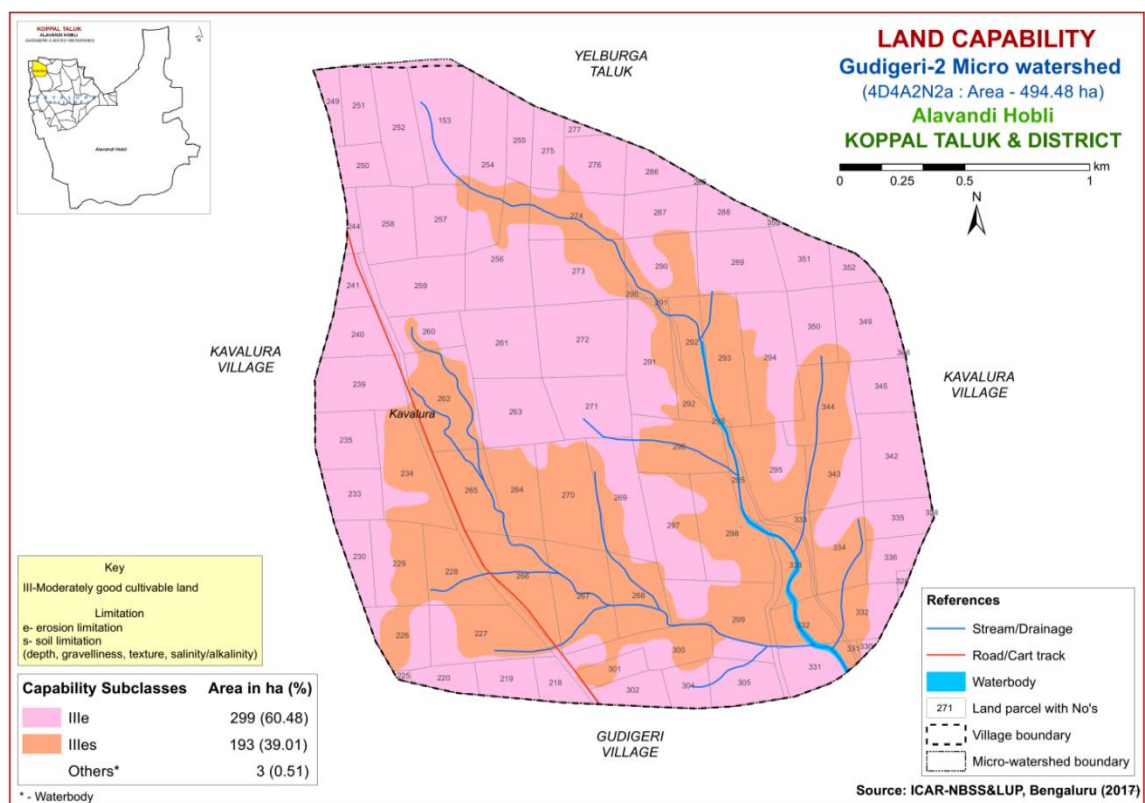 KOPPAL TALUK
ALAVANDI HOBLI
GUDIGERI-2 MICRO WATERSHED
Alavandi Hobli
LAND CAPABILITY
Gudigeri-2 Micro watershed
(4D4A2N2a : Area - 494.48 ha)
Alavandi Hobli
KOPPAL TALUK & DISTRICT
km
0 0.25 0.5 1
N
YELBURGA
TALUK
KAVALURA
VILLAGE
KAVALURA
VILLAGE
GUDIGERI
VILLAGE
Kavalura
249 251 252 153 255 275 277 276 286
250 254 274 287 288 359
244 258 257 256 273 290 289 351 352
241 259 290 291 349
240 260 261 272 292 293 350
239 262 291 294 345
263 271 292 344
235 234 265 264 270 269 296 295 343 342
233 297 298 333 335
230 229 228 266 267 268 334 336
226 227 299 332
300 301 331
225 220 219 218 302 304 305 331
Key
III-Moderately good cultivable land
Limitation
e- erosion limitation
s- soil limitation
(depth, gravelliness, texture, salinity/alkalinity)
Capability Subclasses Area in ha (%)
IIIe 299 (60.48)
IIIes 193 (39.01)
Others* 3 (0.51)
* - Waterbody
References
Stream/Drainage
Road/Cart track
Waterbody
271 Land parcel with No's
Village boundary
Micro-watershed boundary
Source: ICAR-NBSS&LUP, Bengaluru (2017)